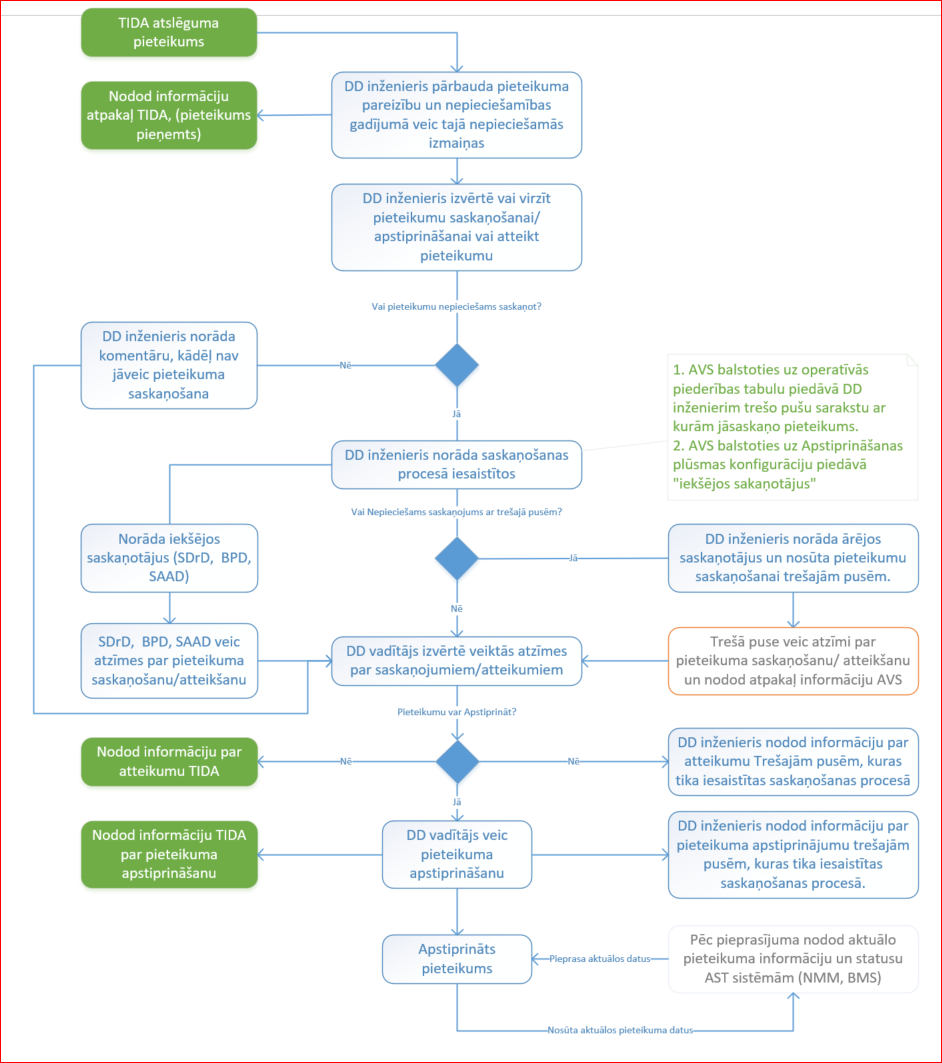 TIDA atslēguma
pieteikums
DD inženieris pārbauda pieteikuma
pareizību un nepieciešamības
gadījumā veic tajā nepieciešamās
izmaiņas
Nodod informāciju
atpakaļ TIDA, (pieteikums
pieņemts)
DD inženieris izvērtē vai virzīt
pieteikumu saskaņošanai/
apstiprināšanai vai atteikt
pieteikumu
Vai pieteikumu nepieciešams saskaņot?
DD inženieris norāda
komentāru, kādēļ nav
jāveic pieteikuma
saskaņošana
Nē
Jā
1. AVS balstoties uz operatīvās
piederības tabulu piedāvā DD
inženierim trešo pušu sarakstu ar
kurām jāsaskaņo pieteikums.
2. AVS balstoties uz Apstiprināšanas
plūsmas konfigurāciju piedāvā
"iekšējos sakaņotājus"
DD inženieris norāda saskaņošanas
procesā iesaistītos
Vai Nepieciešams saskaņojums ar trešajā pusēm?
Norāda iekšējos
saskaņotājus (SDrD, BPD,
SAAD)
Jā
DD inženieris norāda ārējos
saskaņotājus un nosūta pieteikumu
saskaņošanai trešajām pusēm.
Nē
SDrD, BPD, SAAD veic
atzīmes par pieteikuma
saskaņošanu/atteikšanu
DD vadītājs izvērtē veiktās atzīmes
par saskaņojumiem/atteikumiem
Trešā puse veic atzīmi par
pieteikuma saskaņošanu/ atteikšanu
un nodod atpakaļ informāciju AVS
Pieteikumu var Apstiprināt?
Nodod informāciju par
atteikumu TIDA
Nē
Nē
DD inženieris nodod informāciju par
atteikumu Trešajām pusēm, kuras
tika iesaistītas saskaņošanas procesā
Jā
Nodod informāciju TIDA
par pieteikuma
apstiprināšanu
DD vadītājs veic
pieteikuma
apstiprināšanu
DD inženieris nodod informāciju par
pieteikuma apstiprinājumu trešajām
pusēm, kuras tika iesaistītas
saskaņošanas procesā.
Apstiprināts
pieteikums
Pieprasa aktuālos datus
Pēc pieprasījuma nodod aktuālo
pieteikuma informāciju un statusu
AST sistēmām (NMM, BMS)
Nosūta aktuālos pieteikuma datus